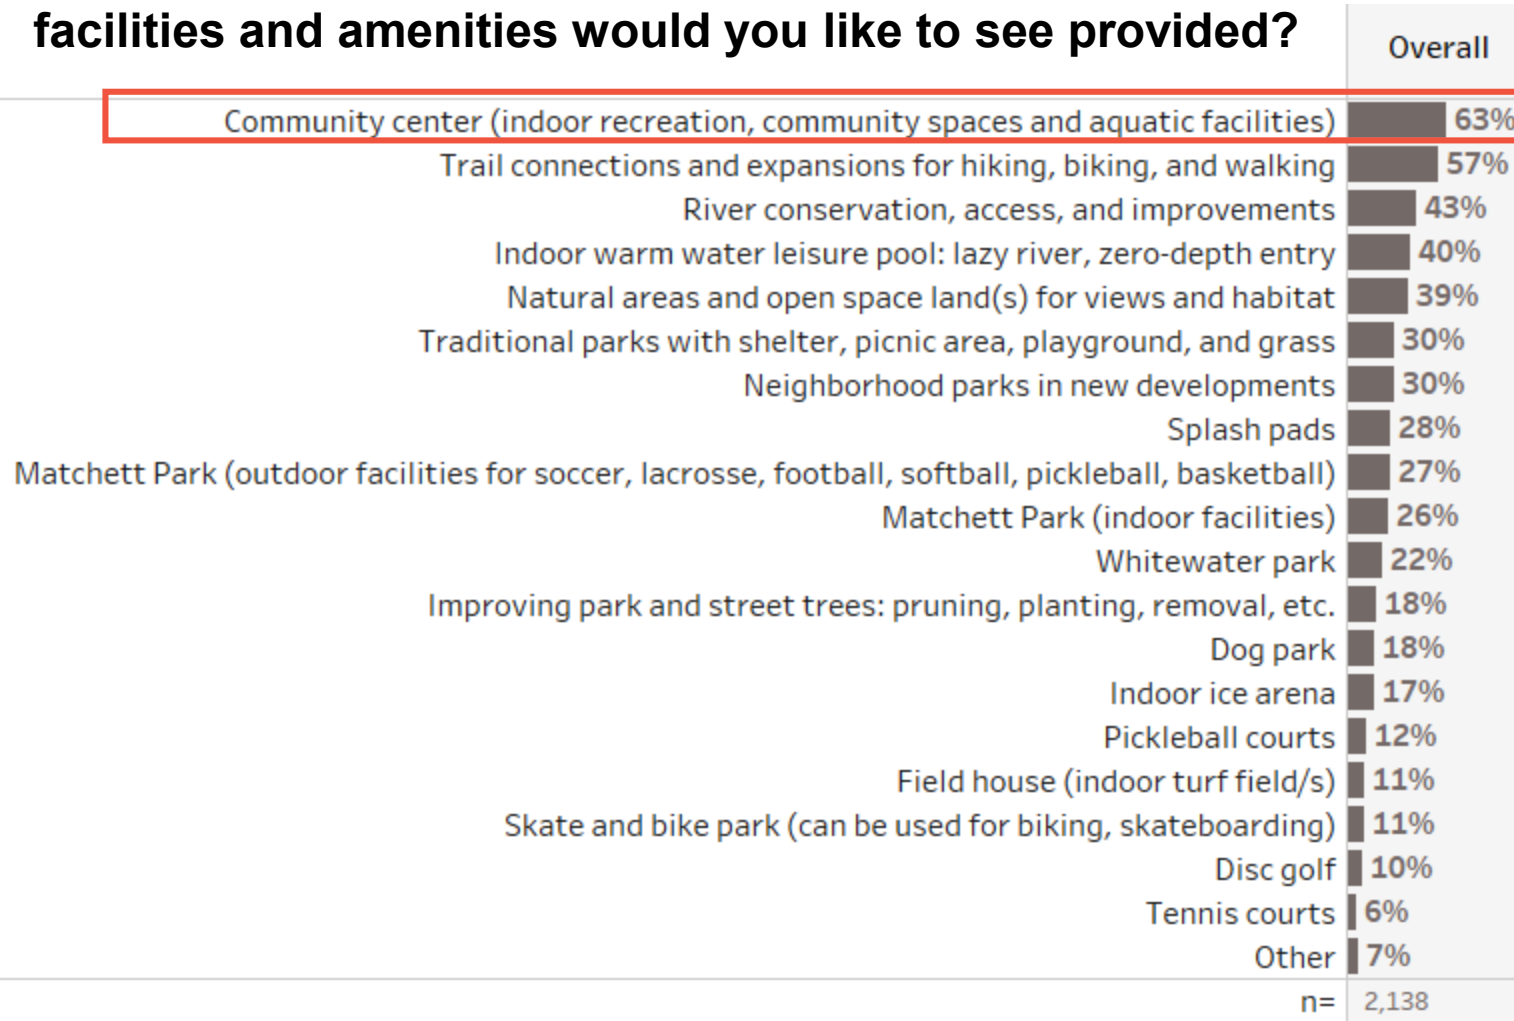 facilities and amenities would you like to see provided?
Overall
Community center (indoor recreation, community spaces and aquatic facilities) 63%
Trail connections and expansions for hiking, biking, and walking 57%
River conservation, access, and improvements 43%
Indoor warm water leisure pool: lazy river, zero-depth entry 40%
Natural areas and open space land(s) for views and habitat 39%
Traditional parks with shelter, picnic area, playground, and grass 30%
Neighborhood parks in new developments 30%
Splash pads 28%
Matchett Park (outdoor facilities for soccer, lacrosse, football, softball, pickleball, basketball) 27%
Matchett Park (indoor facilities) 26%
Whitewater park 22%
Improving park and street trees: pruning, planting, removal, etc. 18%
Dog park 18%
Indoor ice arena 17%
Pickleball courts 12%
Field house (indoor turf field/s) 11%
Skate and bike park (can be used for biking, skateboarding) 11%
Disc golf 10%
Tennis courts 6%
Other 7%
n= 2,138